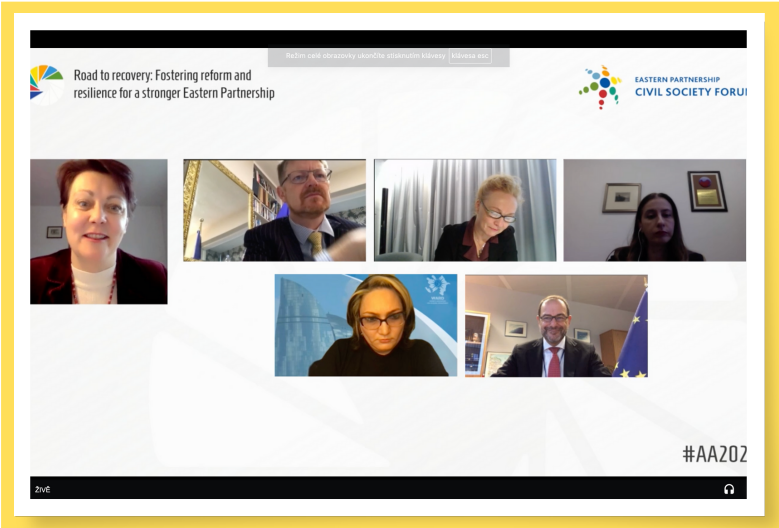 Režim celé obrazovky ukončíte stisknutím klávesy klávesa esc
Road to recovery: Fostering reform and
resilience for a stronger Eastern Partnership
EASTERN PARTNERSHIP
CIVIL SOCIETY FORU
#AA202
ŽIVĚ